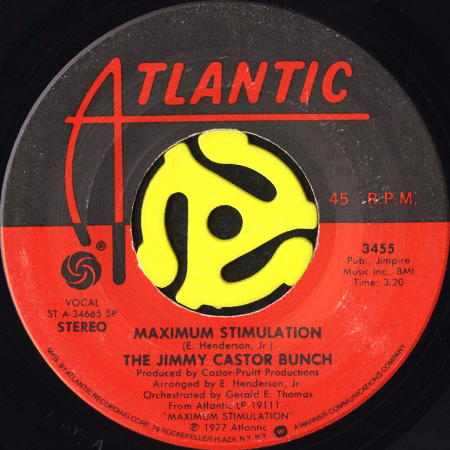 ATLANTIC
45 R.P.M.
®
3455
Pub., Jimpire
Music inc., BMI
Time: 3:20
VOCAL
ST-A-34665 SP
STEREO
MAXIMUM STIMULATION
(E. Henderson, Jr.)
THE JIMMY CASTOR BUNCH
Produced by Castor-Pruitt Productions
Arranged by E. Henderson, Jr.
Orchestrated by Gerald E. Thomas
From Atlantic LP 19111 -
"MAXIMUM STIMULATION"
℗ 1977 Atlantic
MFG. BY ATLANTIC RECORDING CORP. 75 ROCKEFELLER PLAZA, N.Y. N.Y. A WARNER COMMUNICATIONS COMPANY